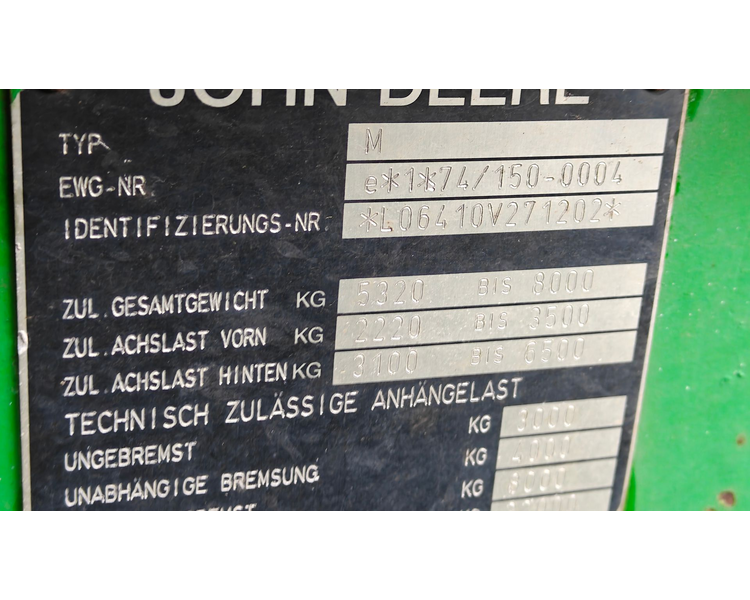 JOHN DEERE
TYP M
EWG-NR. e*1*74/150-0004
IDENTIFIZIERUNGS-NR. *L06410V271202*
ZUL.GESAMTGEWICHT KG 5320 BIS 8000
ZUL.ACHSLAST VORN KG 2220 BIS 3500
ZUL.ACHSLAST HINTEN KG 3100 BIS 6500
TECHNISCH ZULÄSSIGE ANHÄNGELAST
UNGEBREMST KG 3000
UNABHÄNGIGE BREMSUNG KG
KG 8000
KG